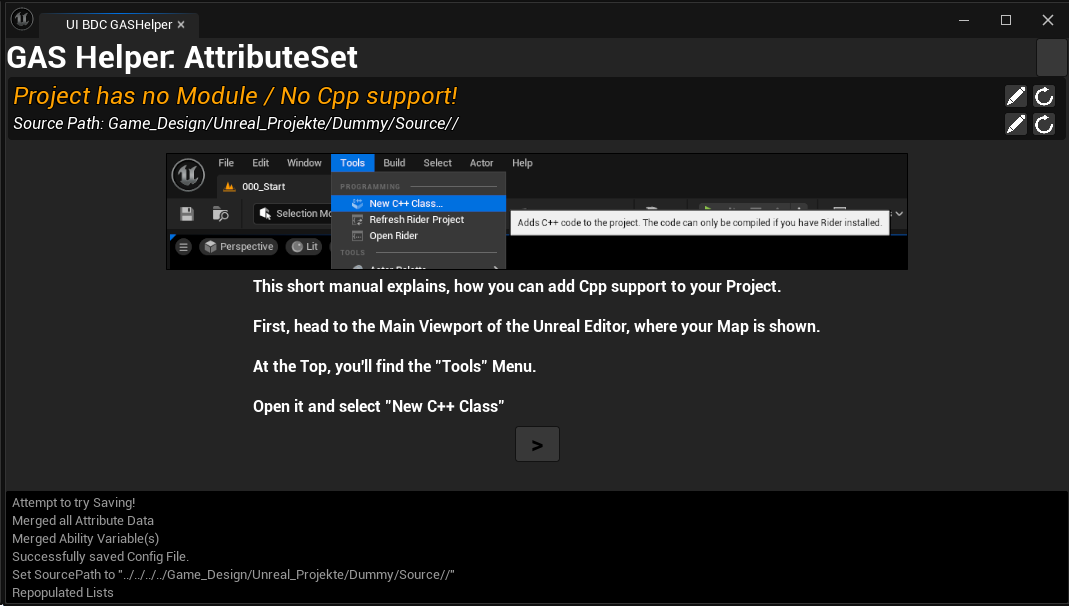 UI BDC GASHelper ×
GAS Helper: AttributeSet
Project has no Module / No Cpp support!
Source Path: Game_Design/Unreal_Projekte/Dummy/Source//
File Edit Window Tools Build Select Actor Help
000_Start
PROGRAMMING
New C++ Class...
Selection Mo
Refresh Rider Project
Adds C++ code to the project. The code can only be compiled if you have Rider installed.
Open Rider
Perspective
Lit
TOOLS
This short manual explains, how you can add Cpp support to your Project.
First, head to the Main Viewport of the Unreal Editor, where your Map is shown.
At the Top, you'll find the "Tools" Menu.
Open it and select "New C++ Class"
>
Attempt to try Saving!
Merged all Attribute Data
Merged Ability Variable(s)
Successfully saved Config File.
Set SourcePath to "../../../../Game_Design/Unreal_Projekte/Dummy/Source//"
Repopulated Lists